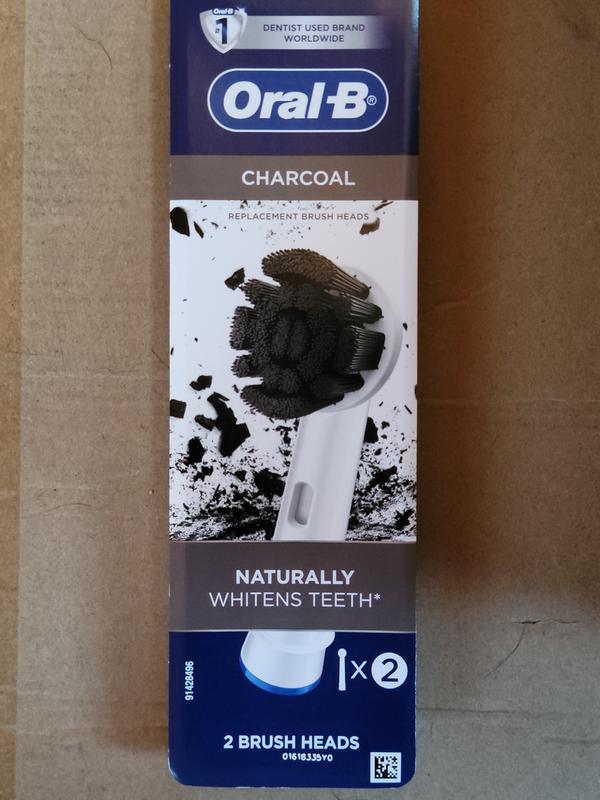 Oral-B
#1
DENTIST USED BRAND
WORLDWIDE
Oral-B®
CHARCOAL
REPLACEMENT BRUSH HEADS
NATURALLY
WHITENS TEETH*
X 2
91428496
2 BRUSH HEADS
01618335Y0